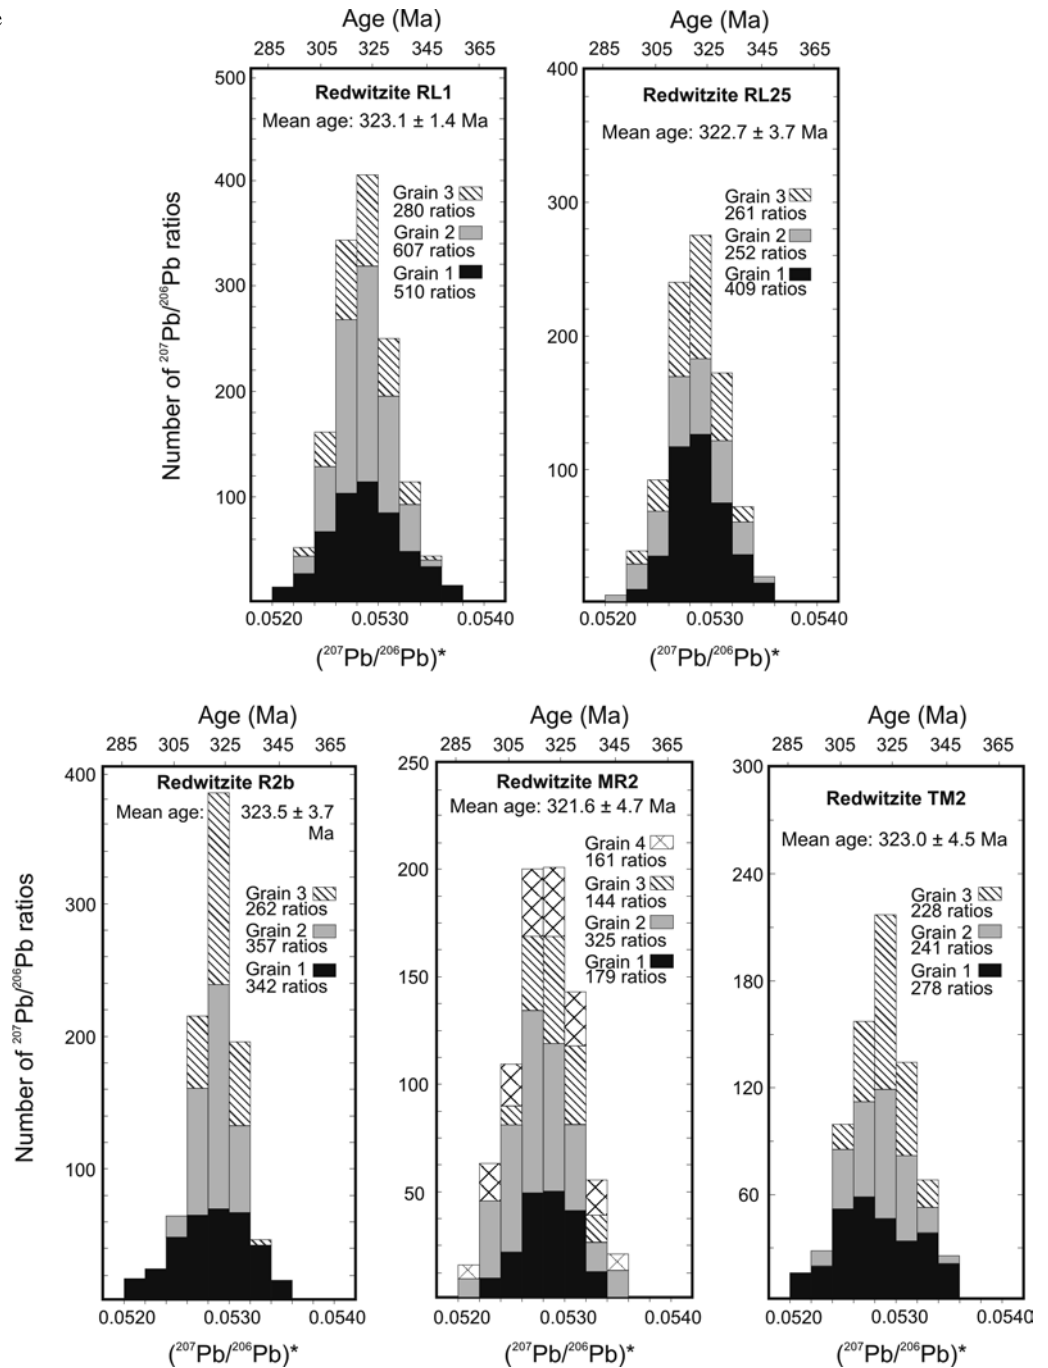 e
Age (Ma)
285 305 325 345 365
Redwitzite RL1
Mean age: 323.1 ± 1.4 Ma
Grain 3
280 ratios
Grain 2
607 ratios
Grain 1
510 ratios
500
400
300
200
100
Number of ²⁰⁷Pb/²⁰⁶Pb ratios
0.0520 0.0530 0.0540
(²⁰⁷Pb/²⁰⁶Pb)*
Age (Ma)
285 305 325 345 365
Redwitzite RL25
Mean age: 322.7 ± 3.7 Ma
Grain 3
261 ratios
Grain 2
252 ratios
Grain 1
409 ratios
400
300
200
100
0.0520 0.0530 0.0540
(²⁰⁷Pb/²⁰⁶Pb)*
Age (Ma)
285 305 325 345 365
Redwitzite R2b
Mean age: 323.5 ± 3.7
Ma
Grain 3
262 ratios
Grain 2
357 ratios
Grain 1
342 ratios
400
300
200
100
Number of ²⁰⁷Pb/²⁰⁶Pb ratios
0.0520 0.0530 0.0540
(²⁰⁷Pb/²⁰⁶Pb)*
Age (Ma)
285 305 325 345 365
Redwitzite MR2
Mean age: 321.6 ± 4.7 Ma
Grain 4
161 ratios
Grain 3
144 ratios
Grain 2
325 ratios
Grain 1
179 ratios
250
200
150
100
50
0.0520 0.0530 0.0540
(²⁰⁷Pb/²⁰⁶Pb)*
Age (Ma)
285 305 325 345 365
Redwitzite TM2
Mean age: 323.0 ± 4.5 Ma
Grain 3
228 ratios
Grain 2
241 ratios
Grain 1
278 ratios
300
240
180
120
60
0.0520 0.0530 0.0540
(²⁰⁷Pb/²⁰⁶Pb)*